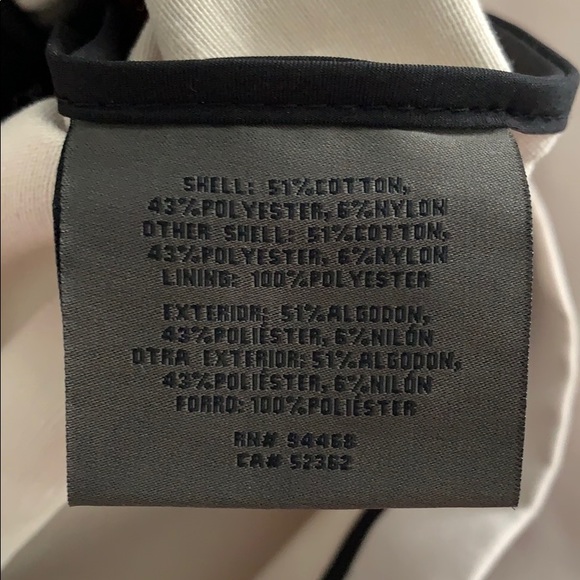 SHELL: 51%COTTON,
43%POLYESTER, 6%NYLON
OTHER SHELL: 51%COTTON,
43%POLYESTER, 6%NYLON
LINING: 100%POLYESTER
EXTERIOR: 51%ALGODON,
43%POLIÉSTER, 6%NILÓN
OTRA EXTERIOR: 51%ALGODON,
43%POLIÉSTER, 6%NILÓN
FORRO: 100%POLIÉSTER
RN# 94468
CA# 52362